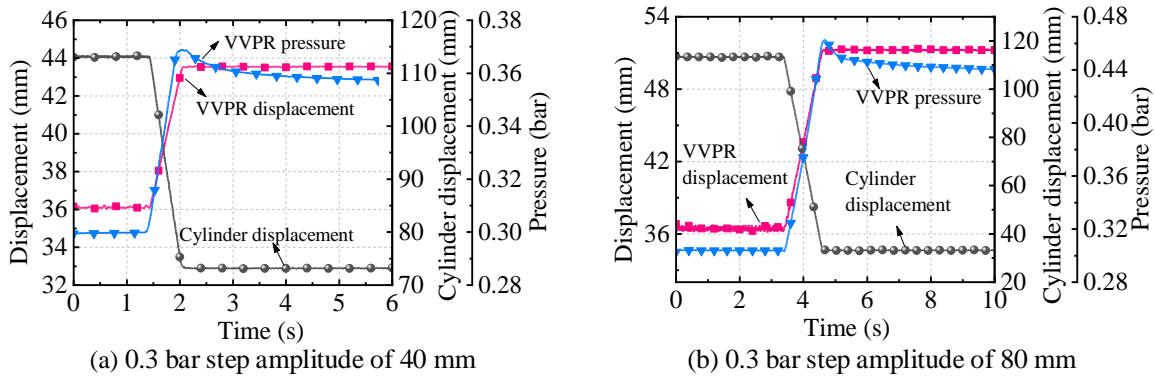 46
44
42
40
38
36
34
32
Displacement (mm)
120
110
100
90
80
70
Cylinder displacement (mm)
0.38
0.36
0.34
0.33
0.31
0.30
0.28
Pressure (bar)
VVPR pressure
VVPR displacement
Cylinder displacement
0 1 2 3 4 5 6
Time (s)
(a) 0.3 bar step amplitude of 40 mm
54
48
42
36
Displacement (mm)
120
100
80
60
40
20
Cylinder displacement (mm)
0.48
0.44
0.40
0.36
0.32
0.28
Pressure (bar)
VVPR pressure
VVPR
displacement
Cylinder
displacement
0 2 4 6 8 10
Time (s)
(b) 0.3 bar step amplitude of 80 mm